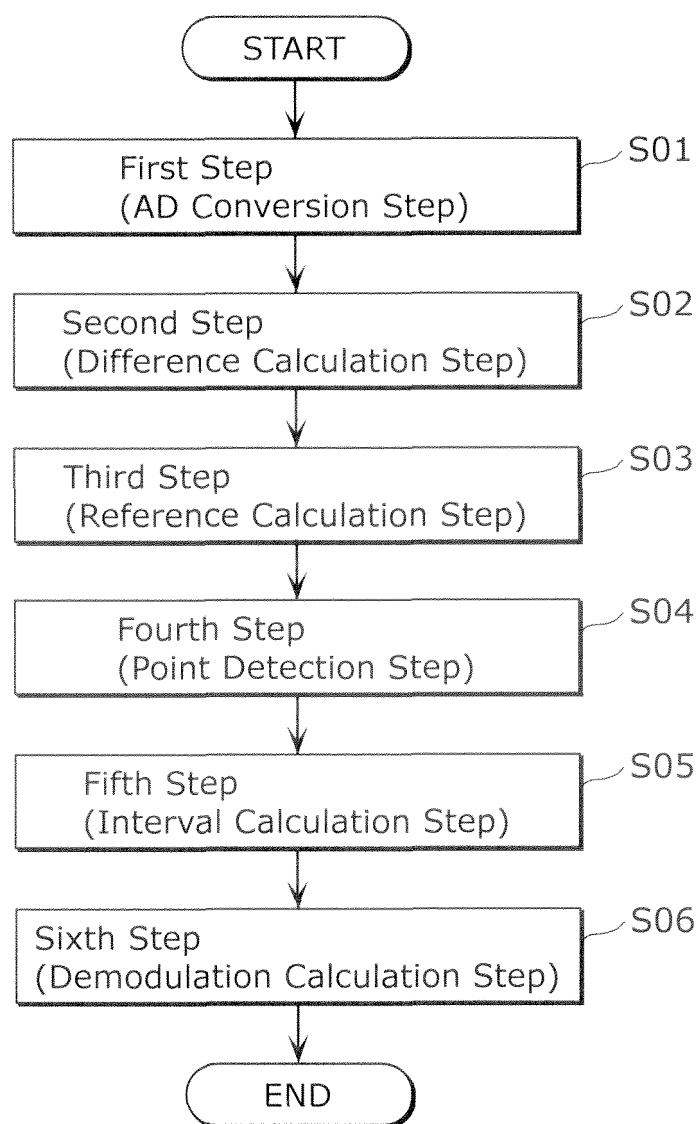 START
First Step
(AD Conversion Step)
S01
Second Step
(Difference Calculation Step)
S02
Third Step
(Reference Calculation Step)
S03
Fourth Step
(Point Detection Step)
S04
Fifth Step
(Interval Calculation Step)
S05
Sixth Step
(Demodulation Calculation Step)
S06
END